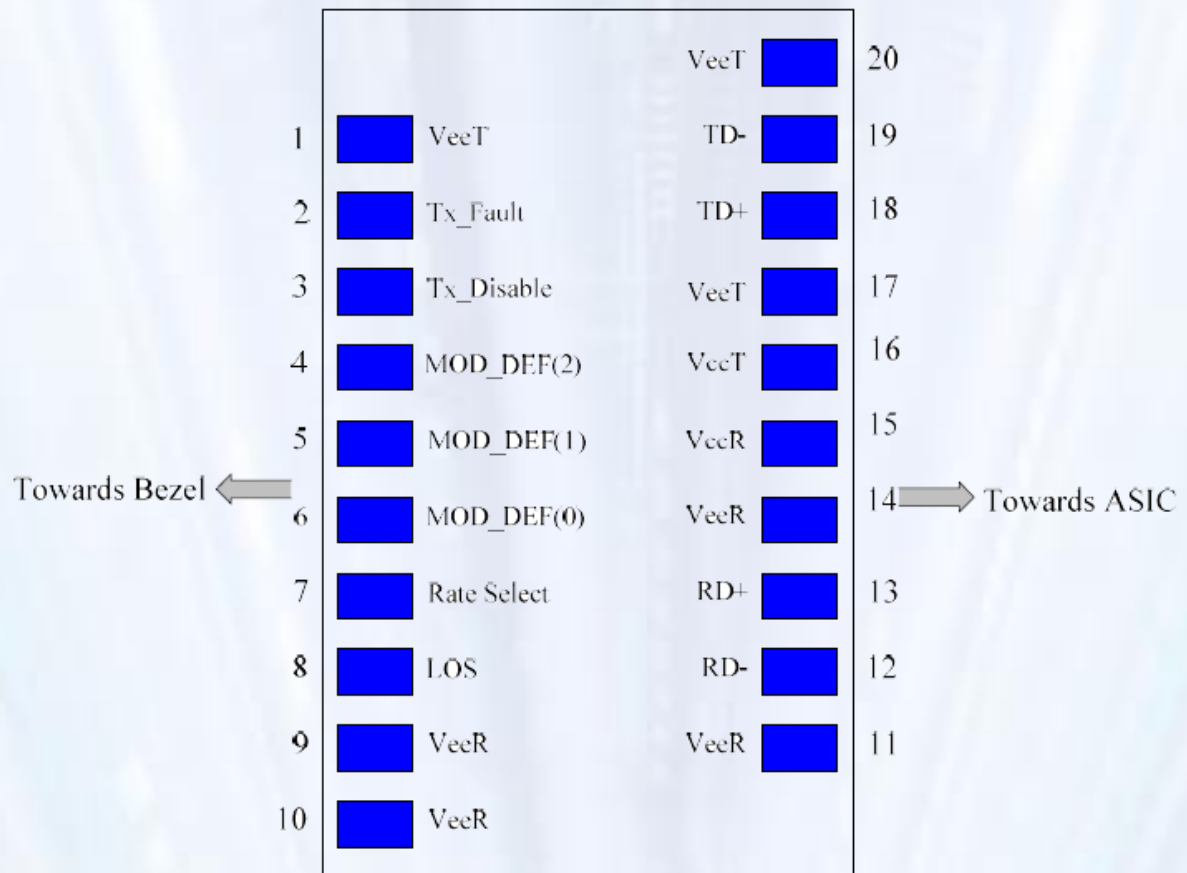 VeeT 20
1 VeeT TD- 19
2 Tx_Fault TD+ 18
3 Tx_Disable VeeT 17
4 MOD_DEF(2) VccT 16
5 MOD_DEF(1) VccR 15
Towards Bezel
6 MOD_DEF(0) VeeR 14
Towards ASIC
7 Rate Select RD+ 13
8 LOS RD- 12
9 VeeR VeeR 11
10 VeeR